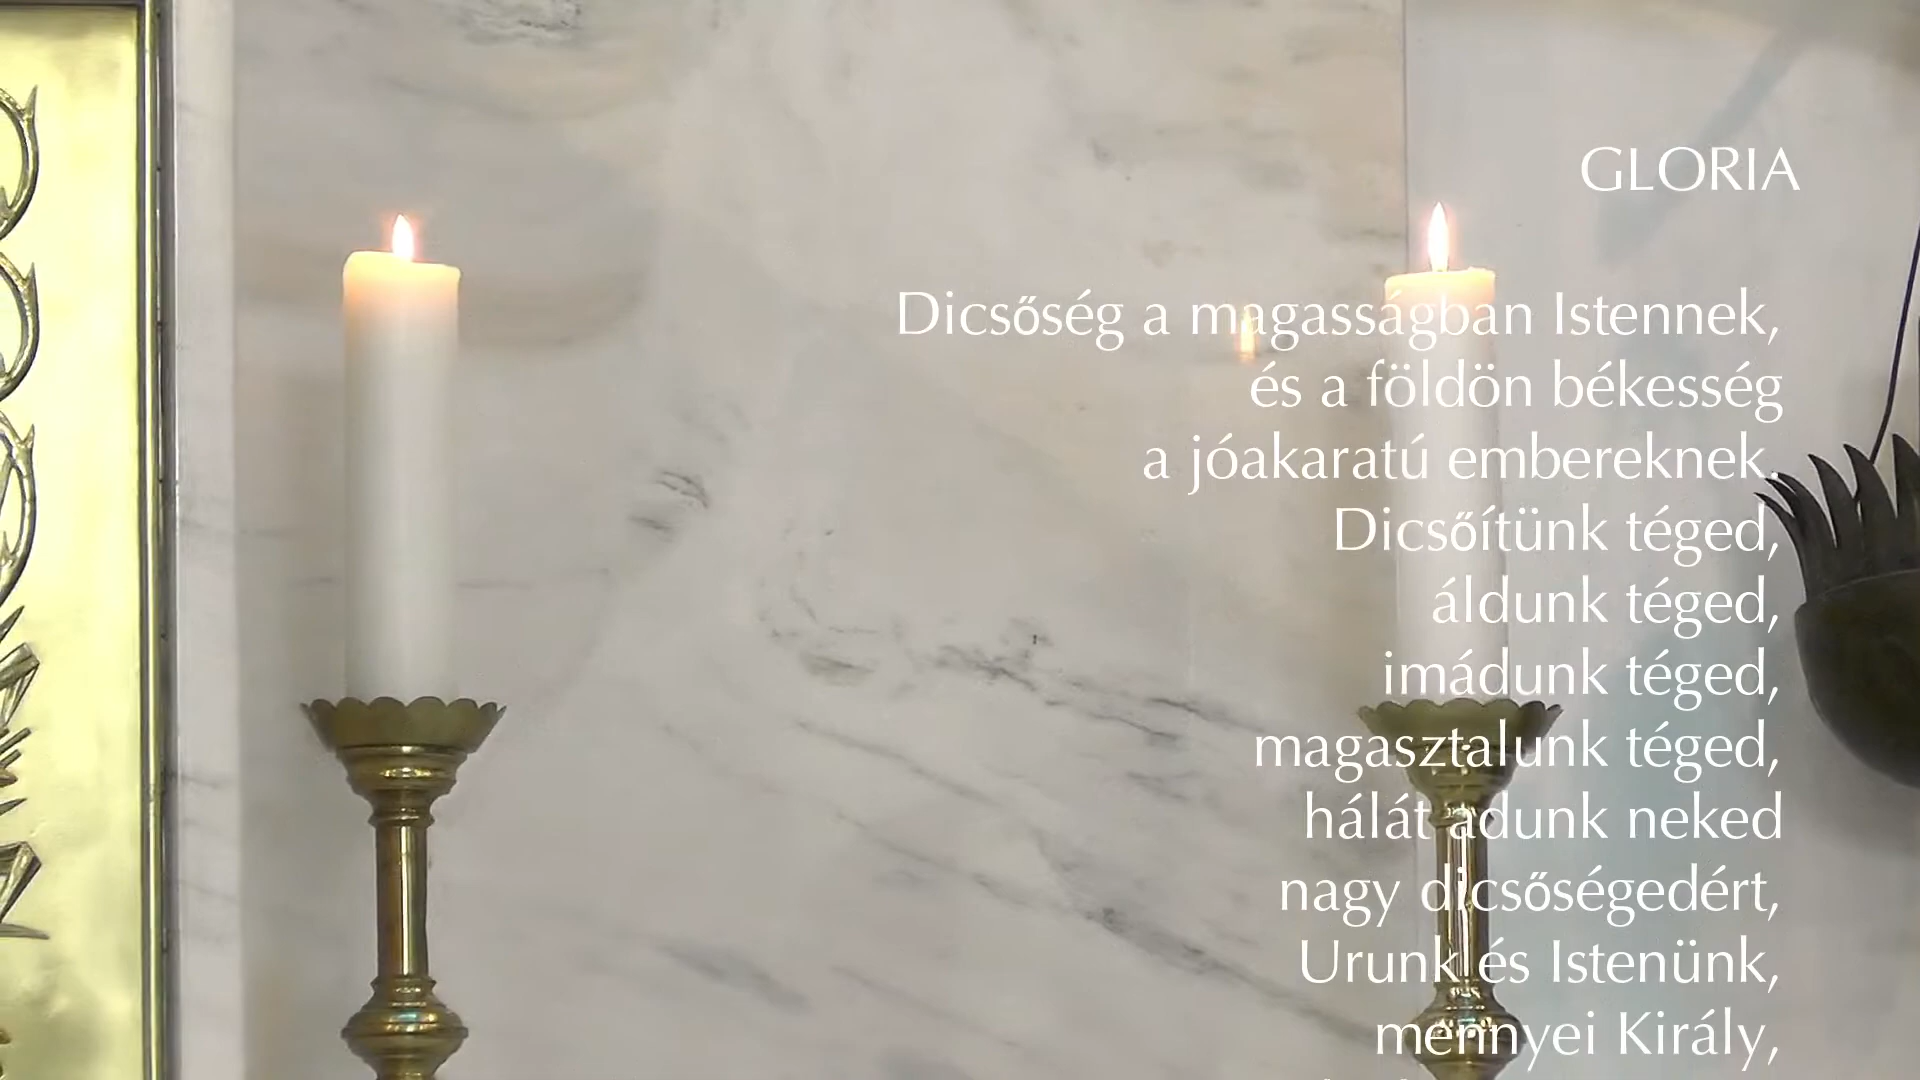 GLORIA
Dicsőség a magasságban Istennek,
és a földön békesség
a jóakaratú embereknek.
Dicsőítünk téged,
áldunk téged,
imádunk téged,
magasztalunk téged,
hálát adunk neked
nagy dicsőségedért,
Urunk és Istenünk,
mennyei Király,